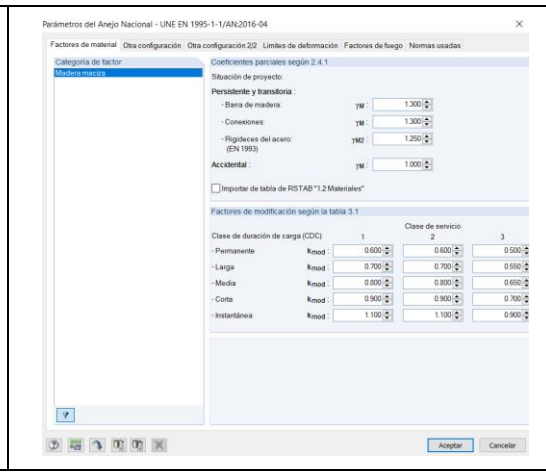 Parámetros del Anejo Nacional - UNE EN 1995-1-1/AN:2016-04
Factores de material Otra configuración Otra configuración 2/2 Límites de deformación Factores de fuego Normas usadas
Categoría de factor
Madera maciza
Coeficientes parciales según 2.4.1
Situación de proyecto:
Persistente y transitoria :
- Barra de madera: γM : 1.300
- Conexiones: γM : 1.300
- Rigideces del acero: γM2 : 1.250
(EN 1993)
Accidental : γM : 1.000
Importar de tabla de RSTAB "1.2 Materiales"
Factores de modificación según la tabla 3.1
Clase de servicio
Clase de duración de carga (CDC) 1 2 3
- Permanente kmod : 0.600 0.600 0.500
- Larga kmod : 0.700 0.700 0.550
- Media kmod : 0.800 0.800 0.650
- Corta kmod : 0.900 0.900 0.700
- Instantánea kmod : 1.100 1.100 0.900
Aceptar Cancelar